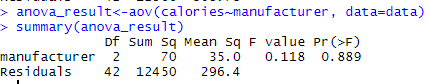 > anova_result<-aov(calories~manufacturer, data=data)
> summary(anova_result)
             Df Sum Sq Mean Sq F value Pr(>F)
manufacturer  2     70    35.0   0.118  0.889
Residuals    42  12450   296.4